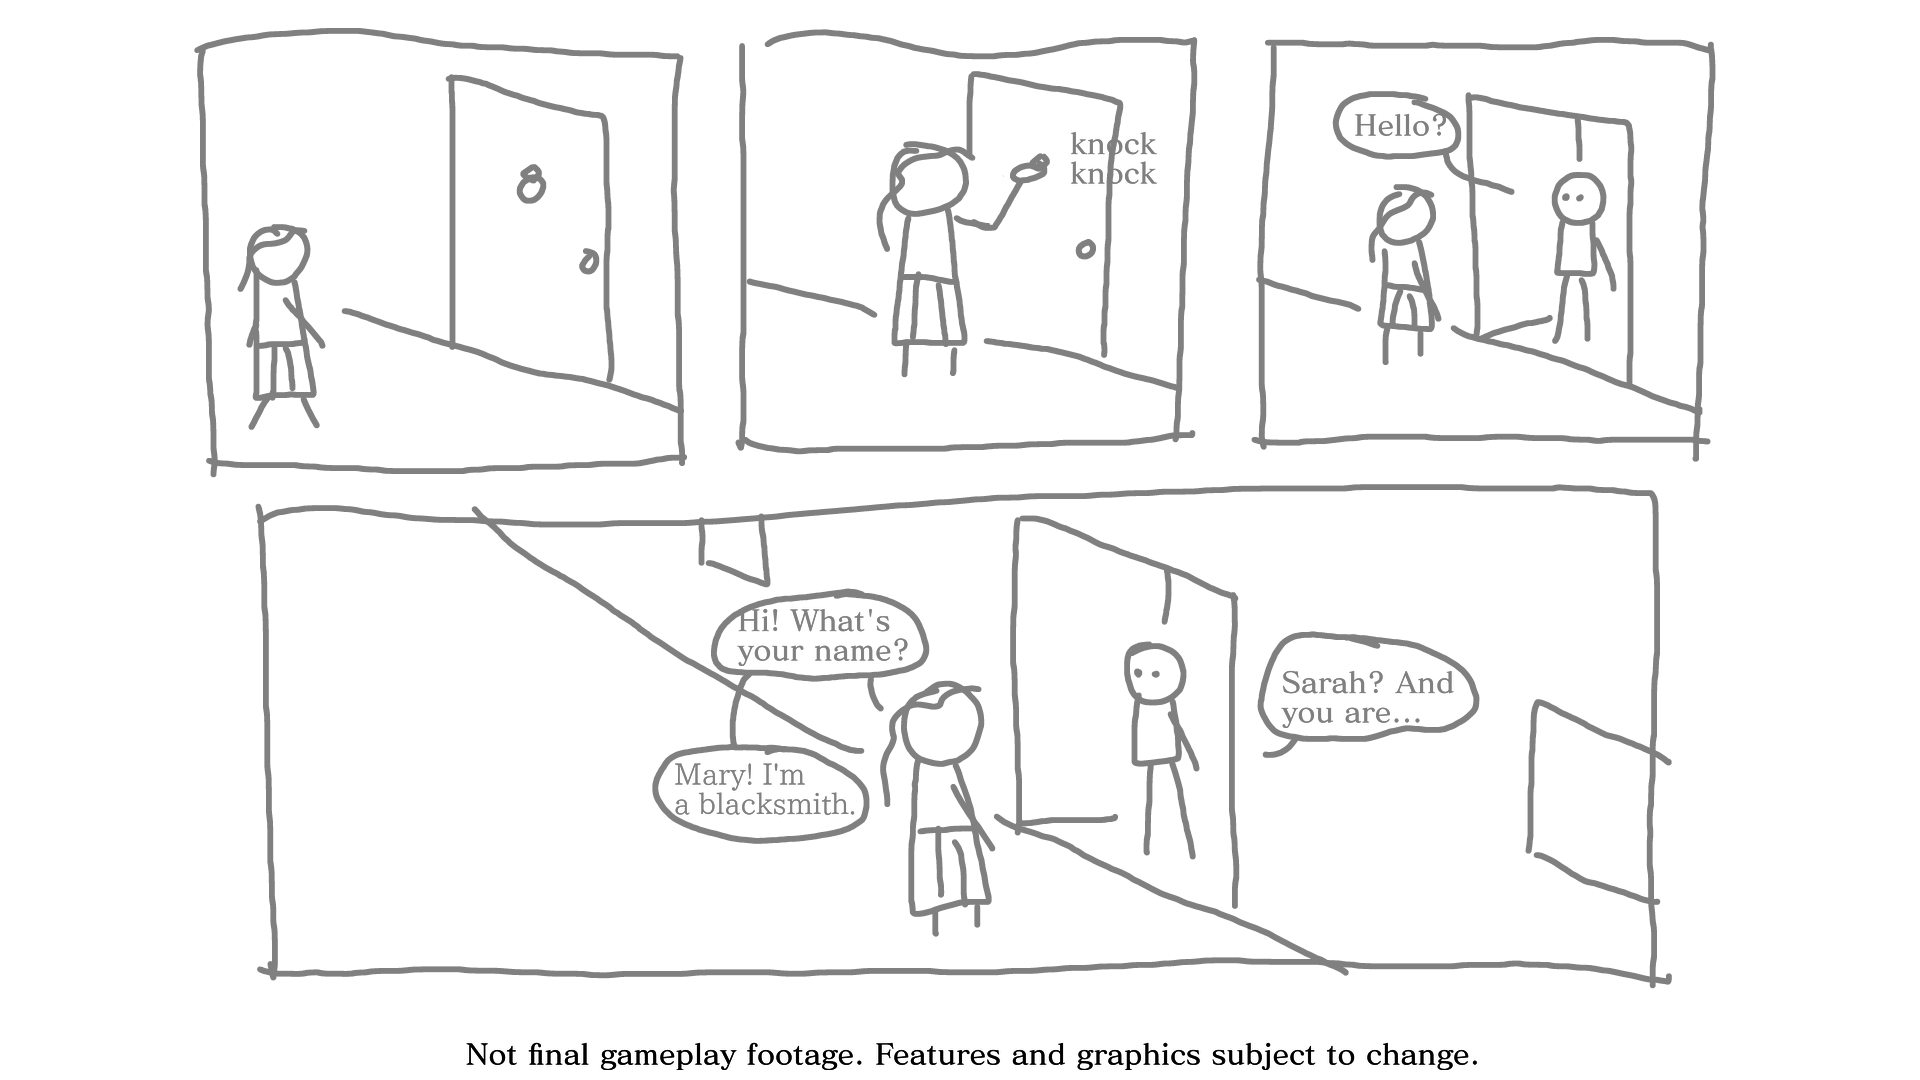 knock
knock
Hello?
Hi! What's
your name?
Sarah? And
you are...
Mary! I'm
a blacksmith.
Not final gameplay footage. Features and graphics subject to change.